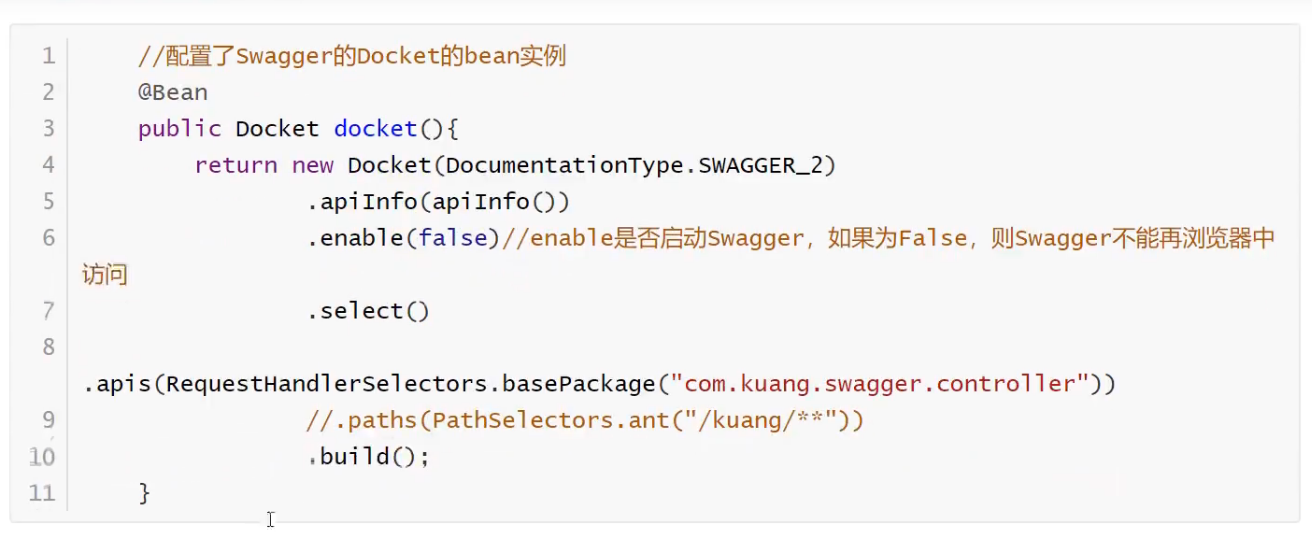 1 //配置了Swagger的Docket的bean实例
2 @Bean
3 public Docket docket(){
4 return new Docket(DocumentationType.SWAGGER_2)
5 .apiInfo(apiInfo())
6 .enable(false)//enable是否启动Swagger，如果为False，则Swagger不能再浏览器中
访问
7 .select()
8
.apis(RequestHandlerSelectors.basePackage("com.kuang.swagger.controller"))
9 //.paths(PathSelectors.ant("/kuang/**"))
10 .build();
11 }